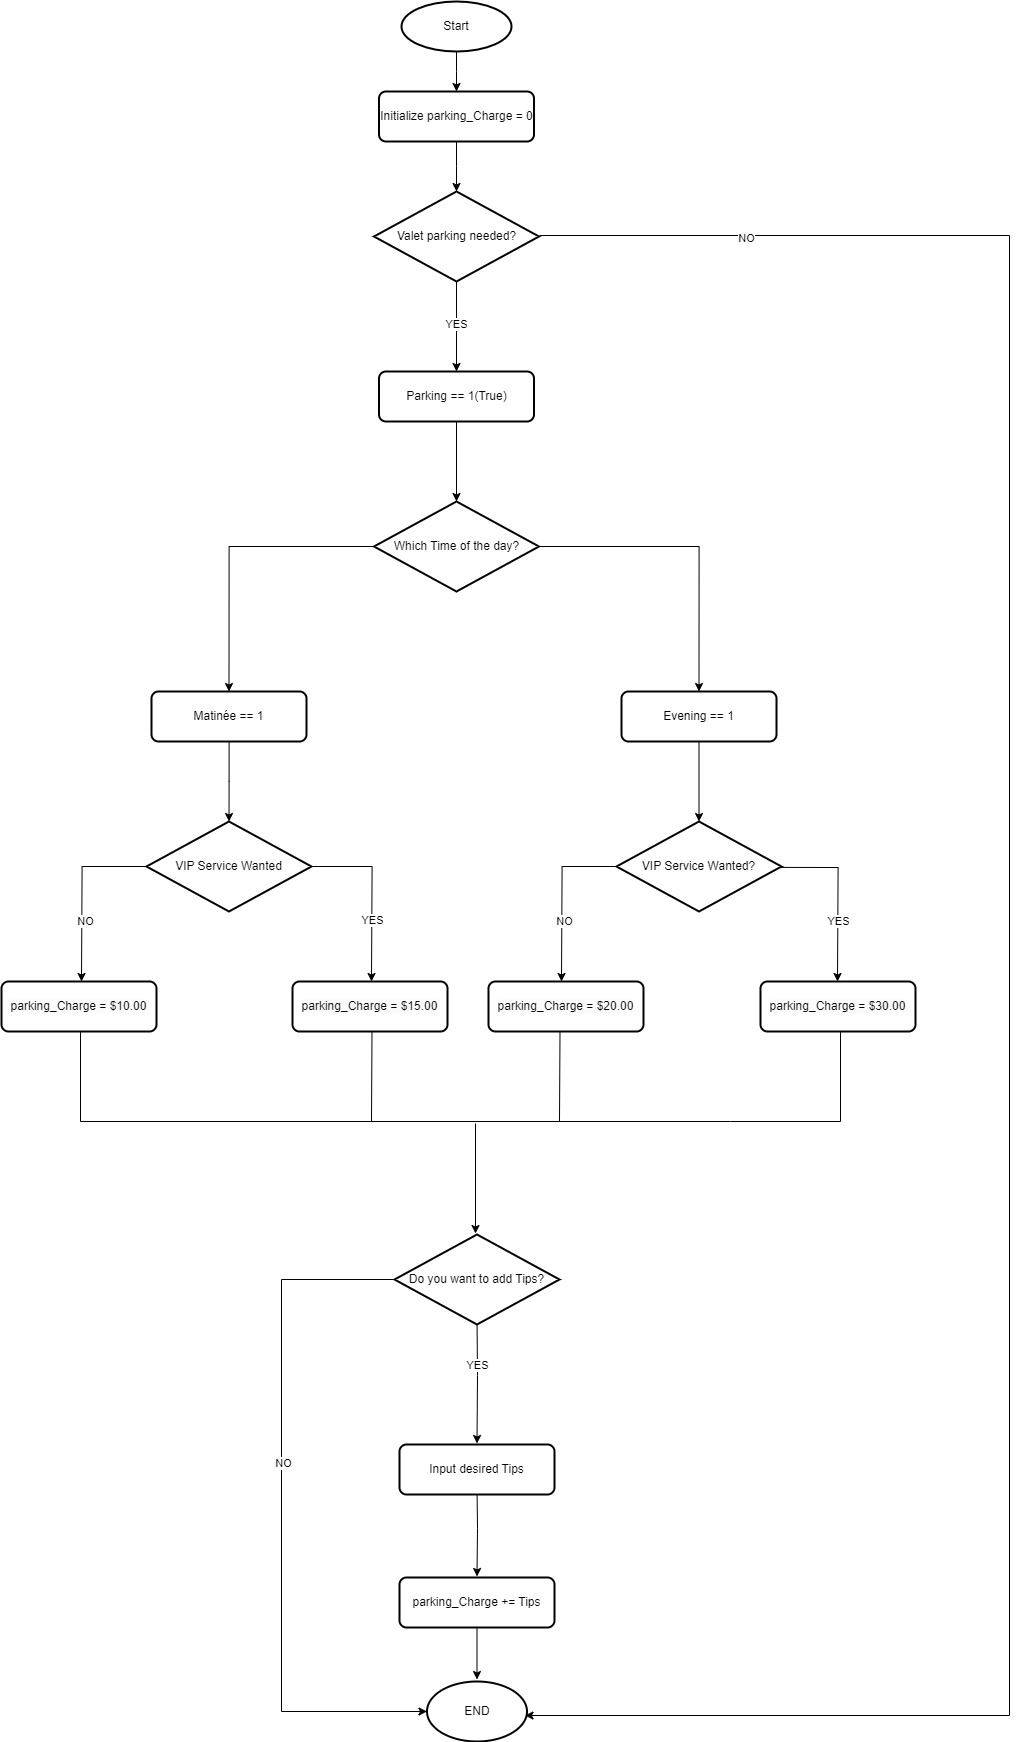 Start
Initialize parking_Charge = 0
Valet parking needed?
NO
YES
Parking == 1(True)
Which Time of the day?
Matinée == 1
Evening == 1
VIP Service Wanted
VIP Service Wanted?
NO
YES
NO
YES
parking_Charge = $10.00
parking_Charge = $15.00
parking_Charge = $20.00
parking_Charge = $30.00
Do you want to add Tips?
YES
NO
Input desired Tips
parking_Charge += Tips
END